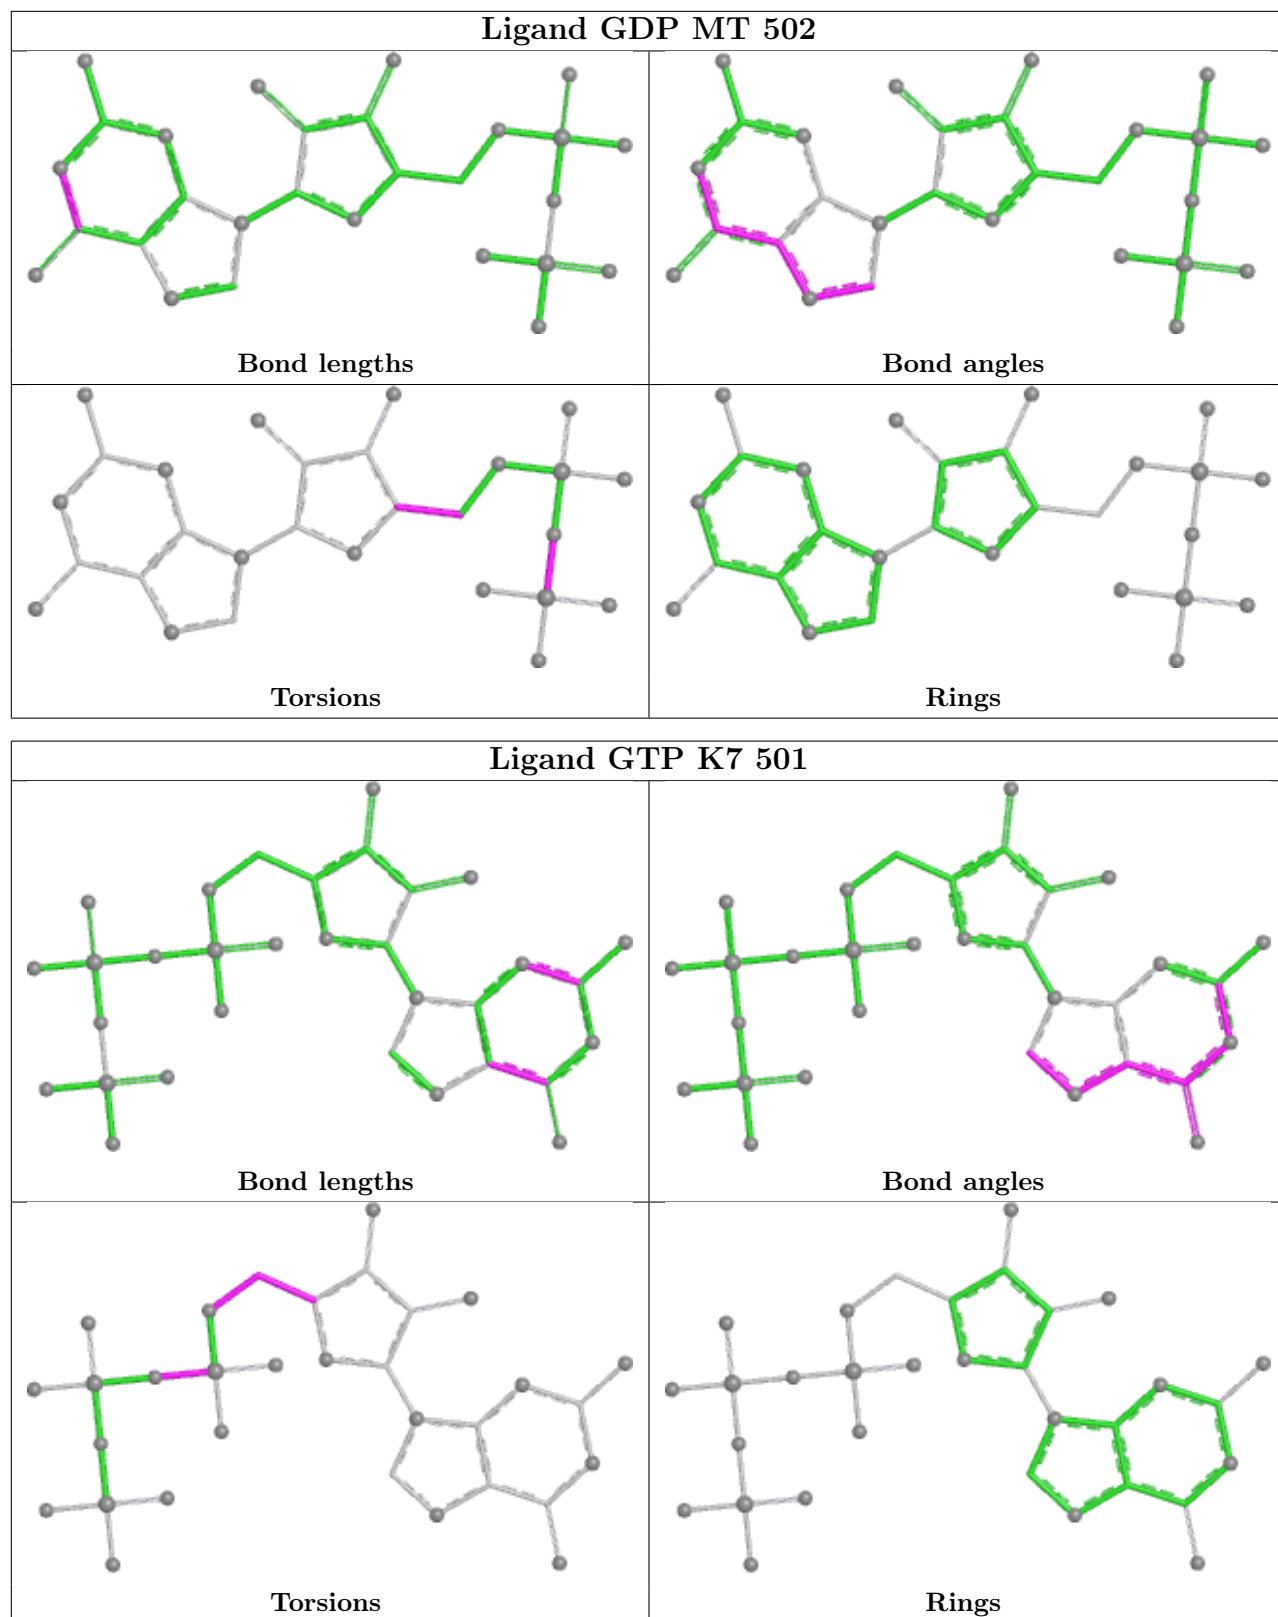 Ligand GDP MT 502
Bond lengths
Bond angles
Torsions
Rings
Ligand GTP K7 501
Bond lengths
Bond angles
Torsions
Rings